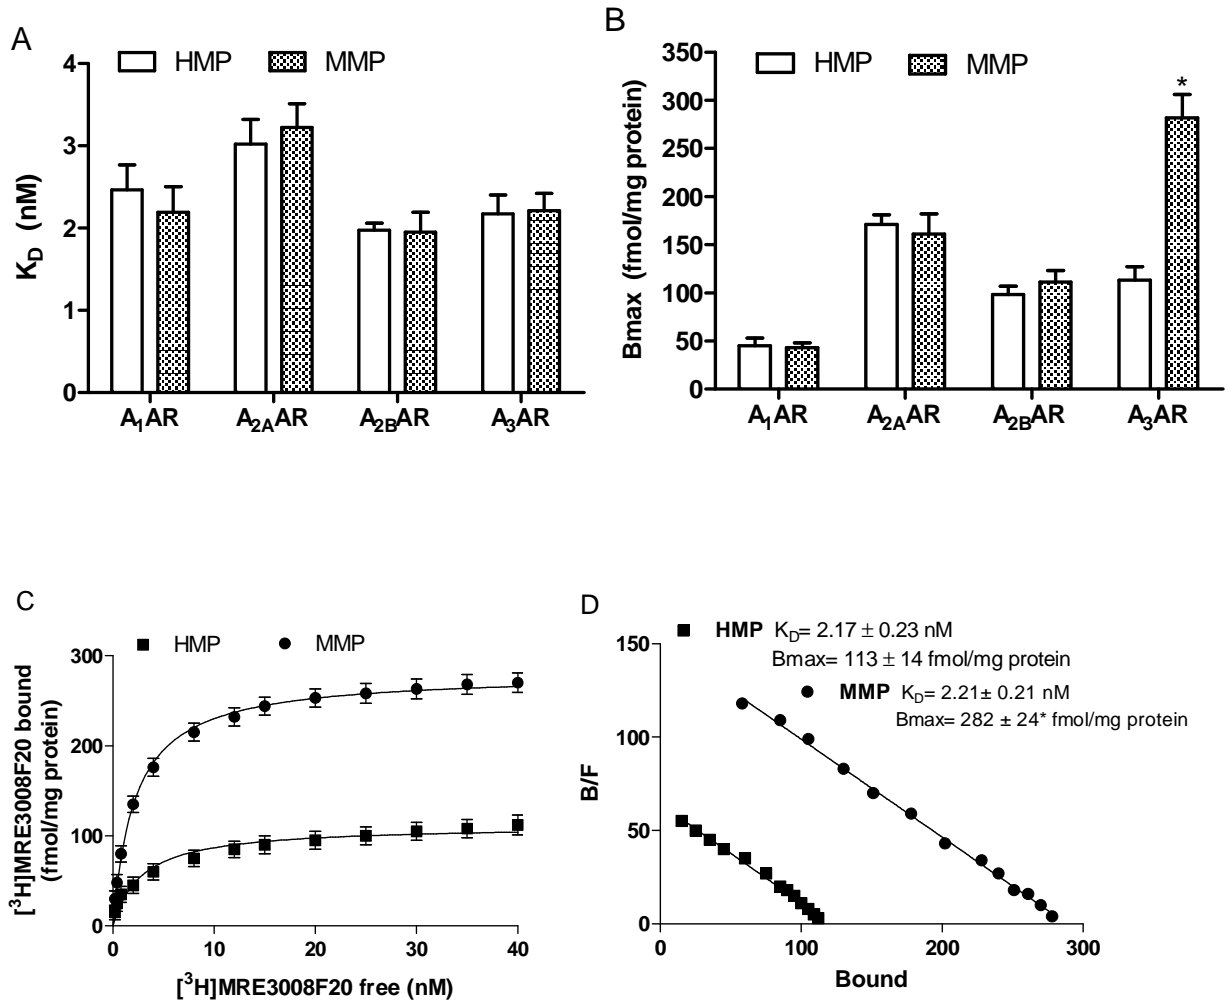 A
HMP MMP
4
3
2
1
0
K_D (nM)
A₁AR A₂ₐAR A₂ʙAR A₃AR
B
HMP MMP
350
300
250
200
150
100
50
0
Bmax (fmol/mg protein)
*
A₁AR A₂ₐAR A₂ʙAR A₃AR
C
HMP MMP
300
200
100
0
[³H]MRE3008F20 bound
(fmol/mg protein)
0 10 20 30 40
[³H]MRE3008F20 free (nM)
D
HMP K_D= 2.17 ± 0.23 nM
Bmax= 113 ± 14 fmol/mg protein
MMP K_D= 2.21± 0.21 nM
Bmax= 282 ± 24* fmol/mg protein
150
100
50
0
B/F
0 100 200 300
Bound